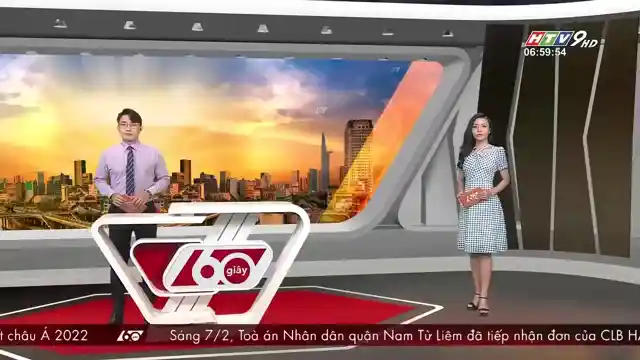 HTV9 HD
06:59:54
60 giây
t châu Á 2022 60 Sáng 7/2, Toà án Nhân dân quận Nam Từ Liêm đã tiếp nhận đơn của CLB H